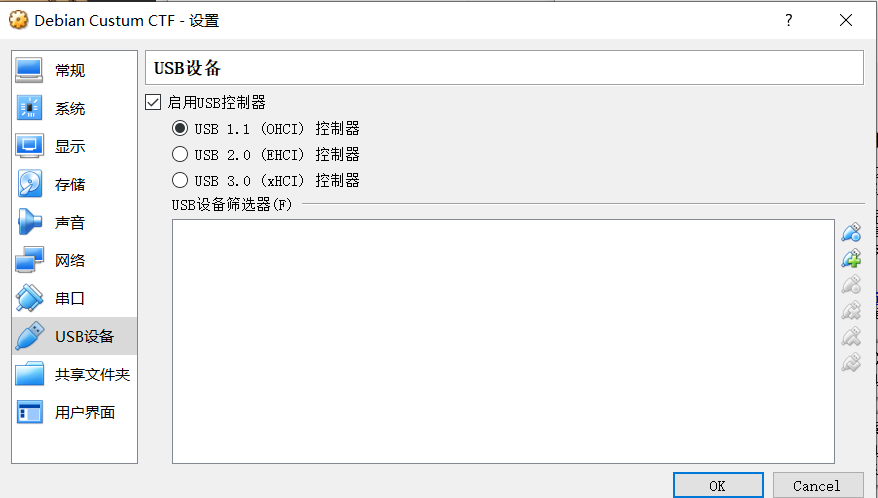 Debian Custum CTF - 设置
?
常规
系统
显示
存储
声音
网络
串口
USB设备
共享文件夹
用户界面
USB设备
启用USB控制器
USB 1.1 (OHCI) 控制器
USB 2.0 (EHCI) 控制器
USB 3.0 (xHCI) 控制器
USB设备筛选器(F)
OK
Cancel